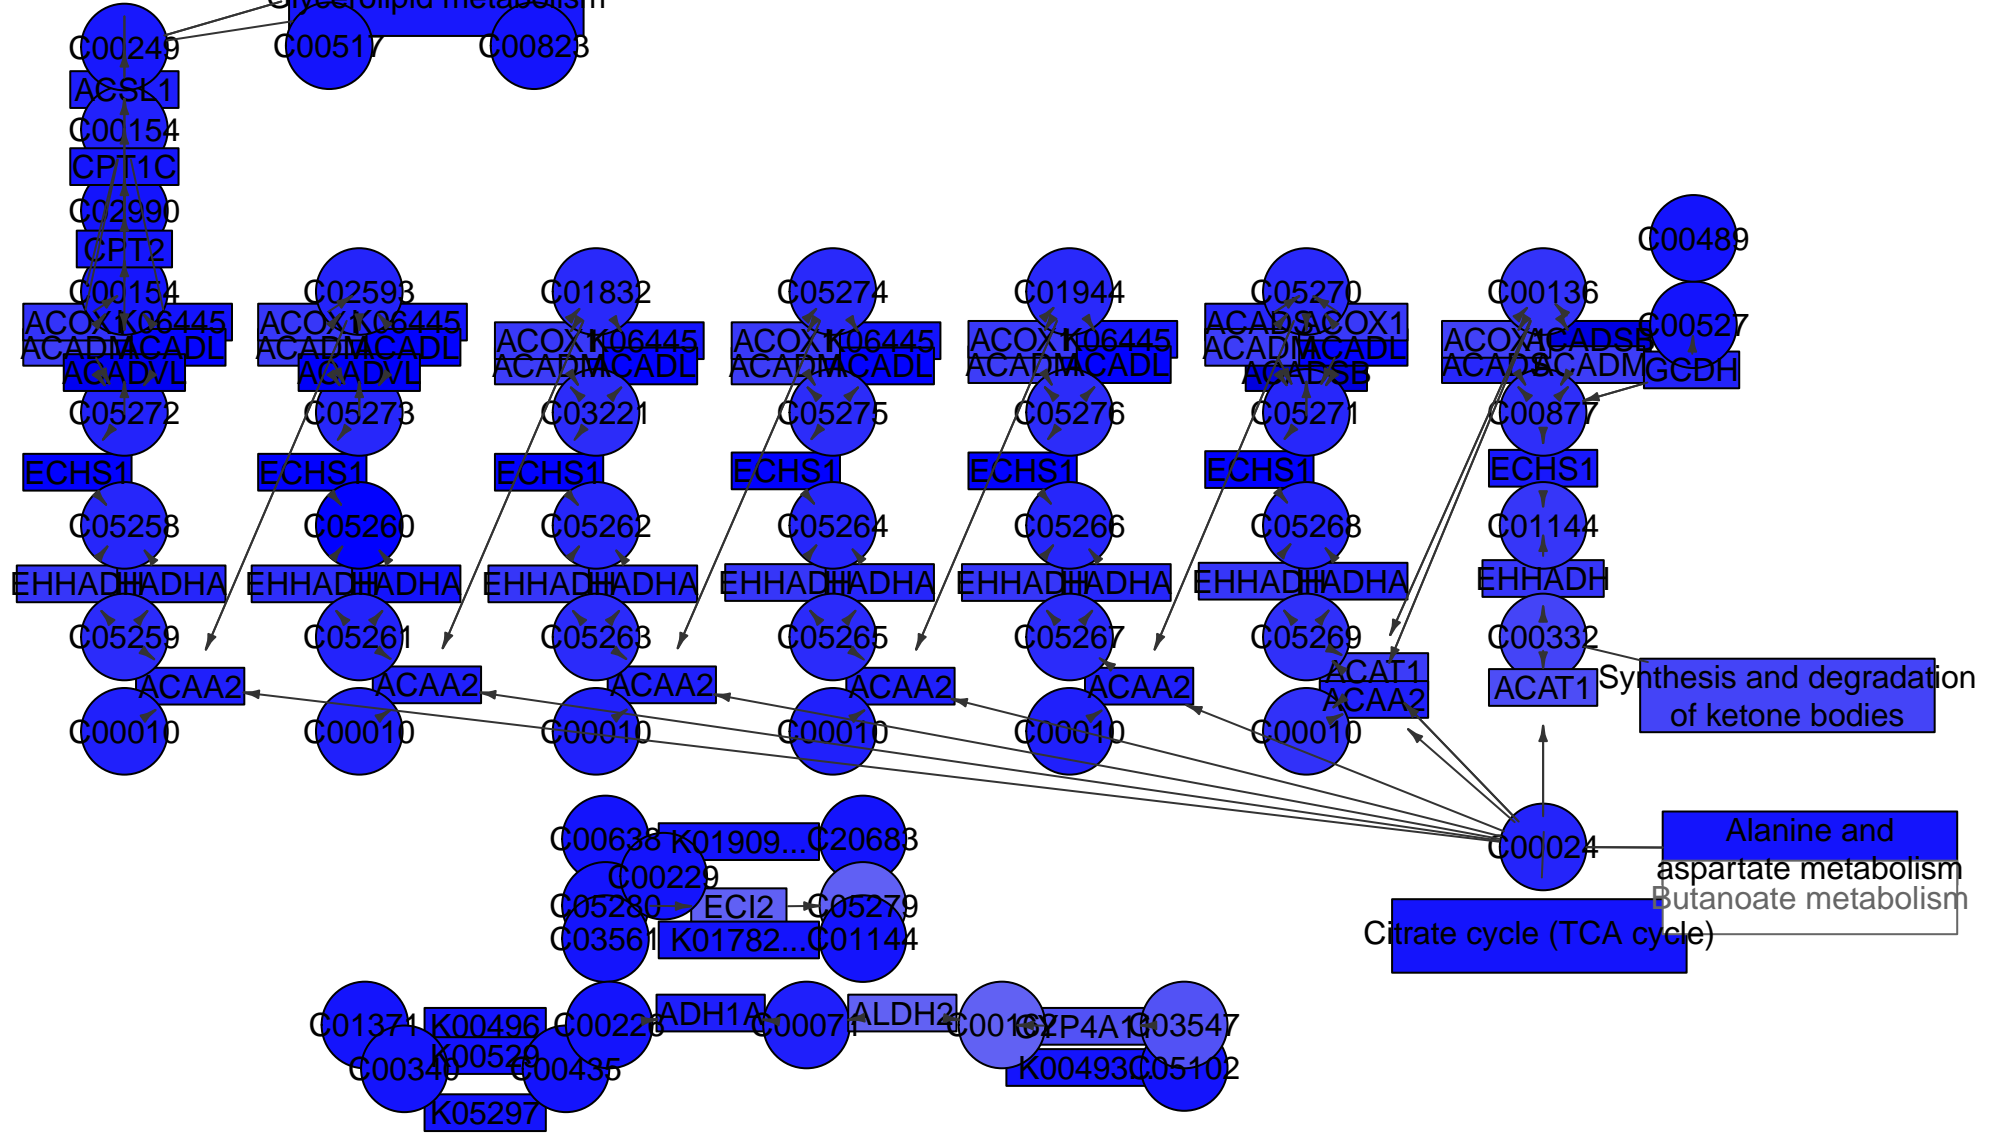 Glycerolipid metabolism
C00249
C00517
C00823
ACSL1
C00154
CPT1C
C02990
CPT2
C00489
C00154
C02593
C01832
C05274
C01944
C05270
C00136
C00527
ACOX1
K06445
ACOX1
K06445
ACOX1
K06445
ACOX1
K06445
ACOX1
K06445
ACADS
ACOX1
ACOX1
ACADSB
ACADM
ACADL
ACADM
ACADL
ACADM
ACADL
ACADM
ACADL
ACADM
ACADL
ACADM
ACADL
ACADS
ACADM
GCDH
ACADVL
ACADVL
ACADSB
C05272
C05273
C03221
C05275
C05276
C05271
C00877
ECHS1
ECHS1
ECHS1
ECHS1
ECHS1
ECHS1
ECHS1
C05258
C05260
C05262
C05264
C05266
C05268
C01144
EHHADH
HADHA
EHHADH
HADHA
EHHADH
HADHA
EHHADH
HADHA
EHHADH
HADHA
EHHADH
HADHA
EHHADH
C05259
C05261
C05263
C05265
C05267
C05269
C00332
ACAA2
ACAA2
ACAA2
ACAA2
ACAA2
ACAT1
ACAA2
ACAT1
Synthesis and degradation
of ketone bodies
C00010
C00010
C00010
C00010
C00010
C00010
C00638
K01909...
C20683
C00024
Alanine and
aspartate metabolism
C00229
Butanoate metabolism
C05280
ECI2
C05279
C03561
K01782...
C01144
Citrate cycle (TCA cycle)
C01371
K00496
C00226
ADH1A
C00071
ALDH2
C00162
CYP4A11
C03547
C00340
K00529
C00435
K00493...
C05102
K05297